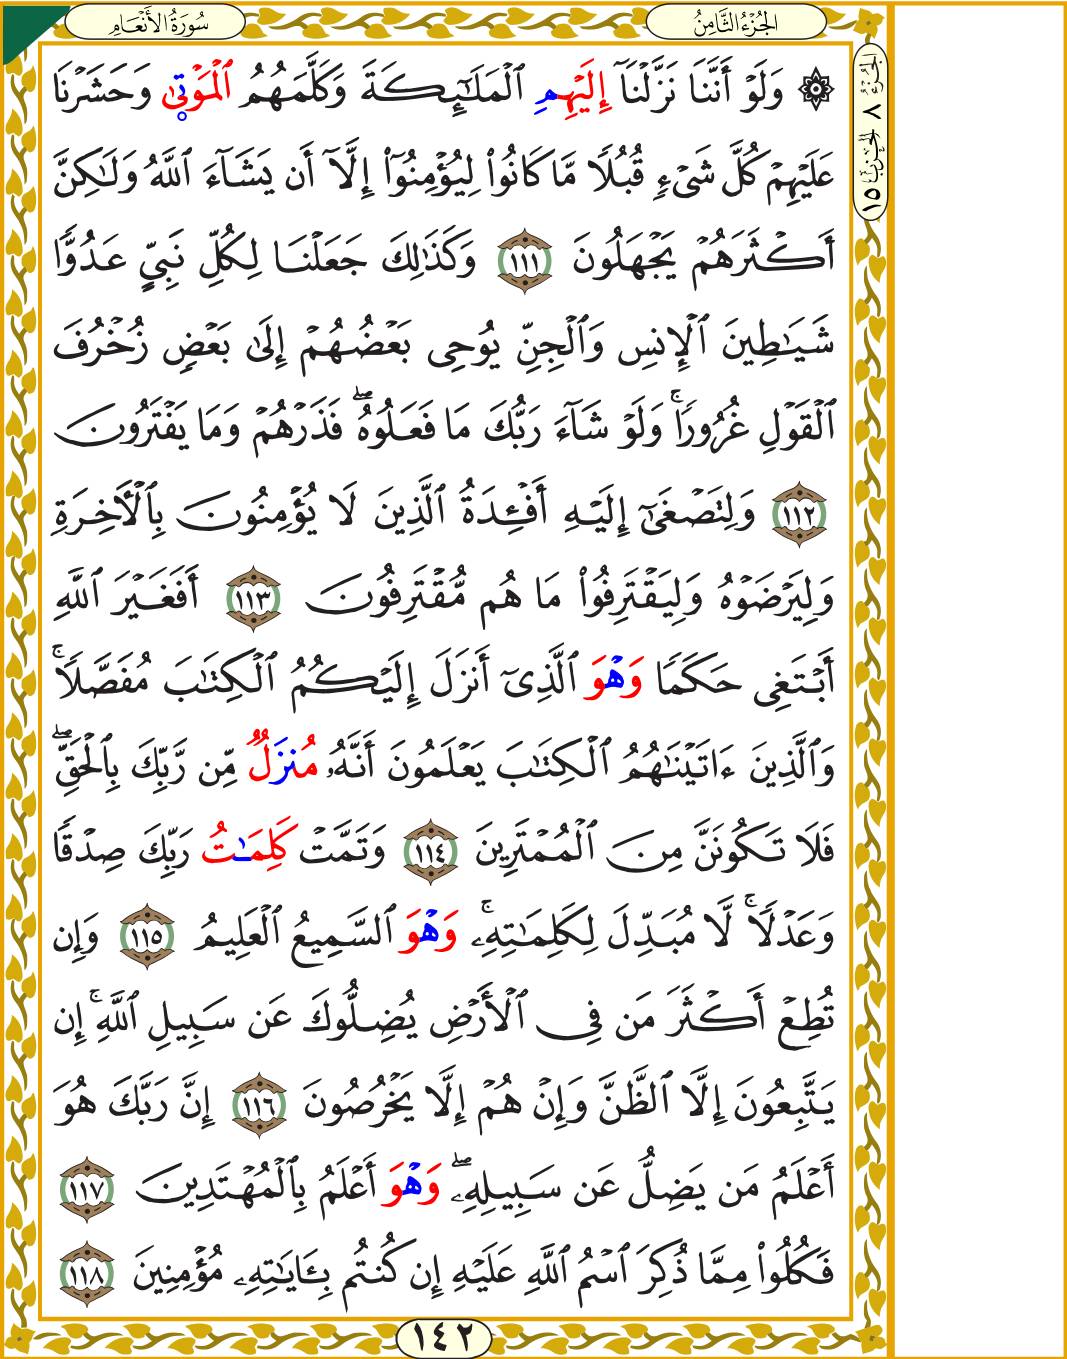 سُورَةُ الأَنْعَامِ
الجُزْءُ الثَّامِنُ
الجُزْءُ ٨ الحِزْبُ ١٥
۞ وَلَوْ أَنَّنَا نَزَّلْنَآ إِلَيْهِمِ ٱلْمَلَٰٓئِكَةَ وَكَلَّمَهُمُ ٱلْمَوْتٜىٰ وَحَشَرْنَا
عَلَيْهِمْ كُلَّ شَىْءٍ قُبُلًا مَّا كَانُوا۟ لِيُؤْمِنُوٓا۟ إِلَّآ أَن يَشَآءَ ٱللَّهُ وَلَٰكِنَّ
أَكْثَرَهُمْ يَجْهَلُونَ ١١١ وَكَذَٰلِكَ جَعَلْنَا لِكُلِّ نَبِيٍّ عَدُوًّا
شَيَٰطِينَ ٱلْإِنسِ وَٱلْجِنِّ يُوحِى بَعْضُهُمْ إِلَىٰ بَعْضٍ زُخْرُفَ
ٱلْقَوْلِ غُرُورًاۚ وَلَوْ شَآءَ رَبُّكَ مَا فَعَلُوهُۖ فَذَرْهُمْ وَمَا يَفْتَرُونَ
١١٢ وَلِتَصْغَىٰٓ إِلَيْهِ أَفْـِٔدَةُ ٱلَّذِينَ لَا يُؤْمِنُونَ بِٱلْـَٔاخِرَةِ
وَلِيَرْضَوْهُ وَلِيَقْتَرِفُوا۟ مَا هُم مُّقْتَرِفُونَ ١١٣ أَفَغَيْرَ ٱللَّهِ
أَبْتَغِى حَكَمًا وَهْوَ ٱلَّذِىٓ أَنزَلَ إِلَيْكُمُ ٱلْكِتَٰبَ مُفَصَّلًاۚ
وَٱلَّذِينَ ءَاتَيْنَٰهُمُ ٱلْكِتَٰبَ يَعْلَمُونَ أَنَّهُۥ مُنزَلٌ مِّن رَّبِّكَ بِٱلْحَقِّۖ
فَلَا تَكُونَنَّ مِنَ ٱلْمُمْتَرِينَ ١١٤ وَتَمَّتْ كَلِمَٰتُ رَبِّكَ صِدْقًا
وَعَدْلًاۚ لَّا مُبَدِّلَ لِكَلِمَٰتِهِۦۚ وَهْوَ ٱلسَّمِيعُ ٱلْعَلِيمُ ١١٥ وَإِن
تُطِعْ أَكْثَرَ مَن فِى ٱلْأَرْضِ يُضِلُّوكَ عَن سَبِيلِ ٱللَّهِۚ إِن
يَتَّبِعُونَ إِلَّا ٱلظَّنَّ وَإِنْ هُمْ إِلَّا يَخْرُصُونَ ١١٦ إِنَّ رَبَّكَ هُوَ
أَعْلَمُ مَن يَضِلُّ عَن سَبِيلِهِۦۖ وَهْوَ أَعْلَمُ بِٱلْمُهْتَدِينَ ١١٧
فَكُلُوا۟ مِمَّا ذُكِرَ ٱسْمُ ٱللَّهِ عَلَيْهِ إِن كُنتُم بِـَٔايَٰتِهِۦ مُؤْمِنِينَ ١١٨
١٤٢